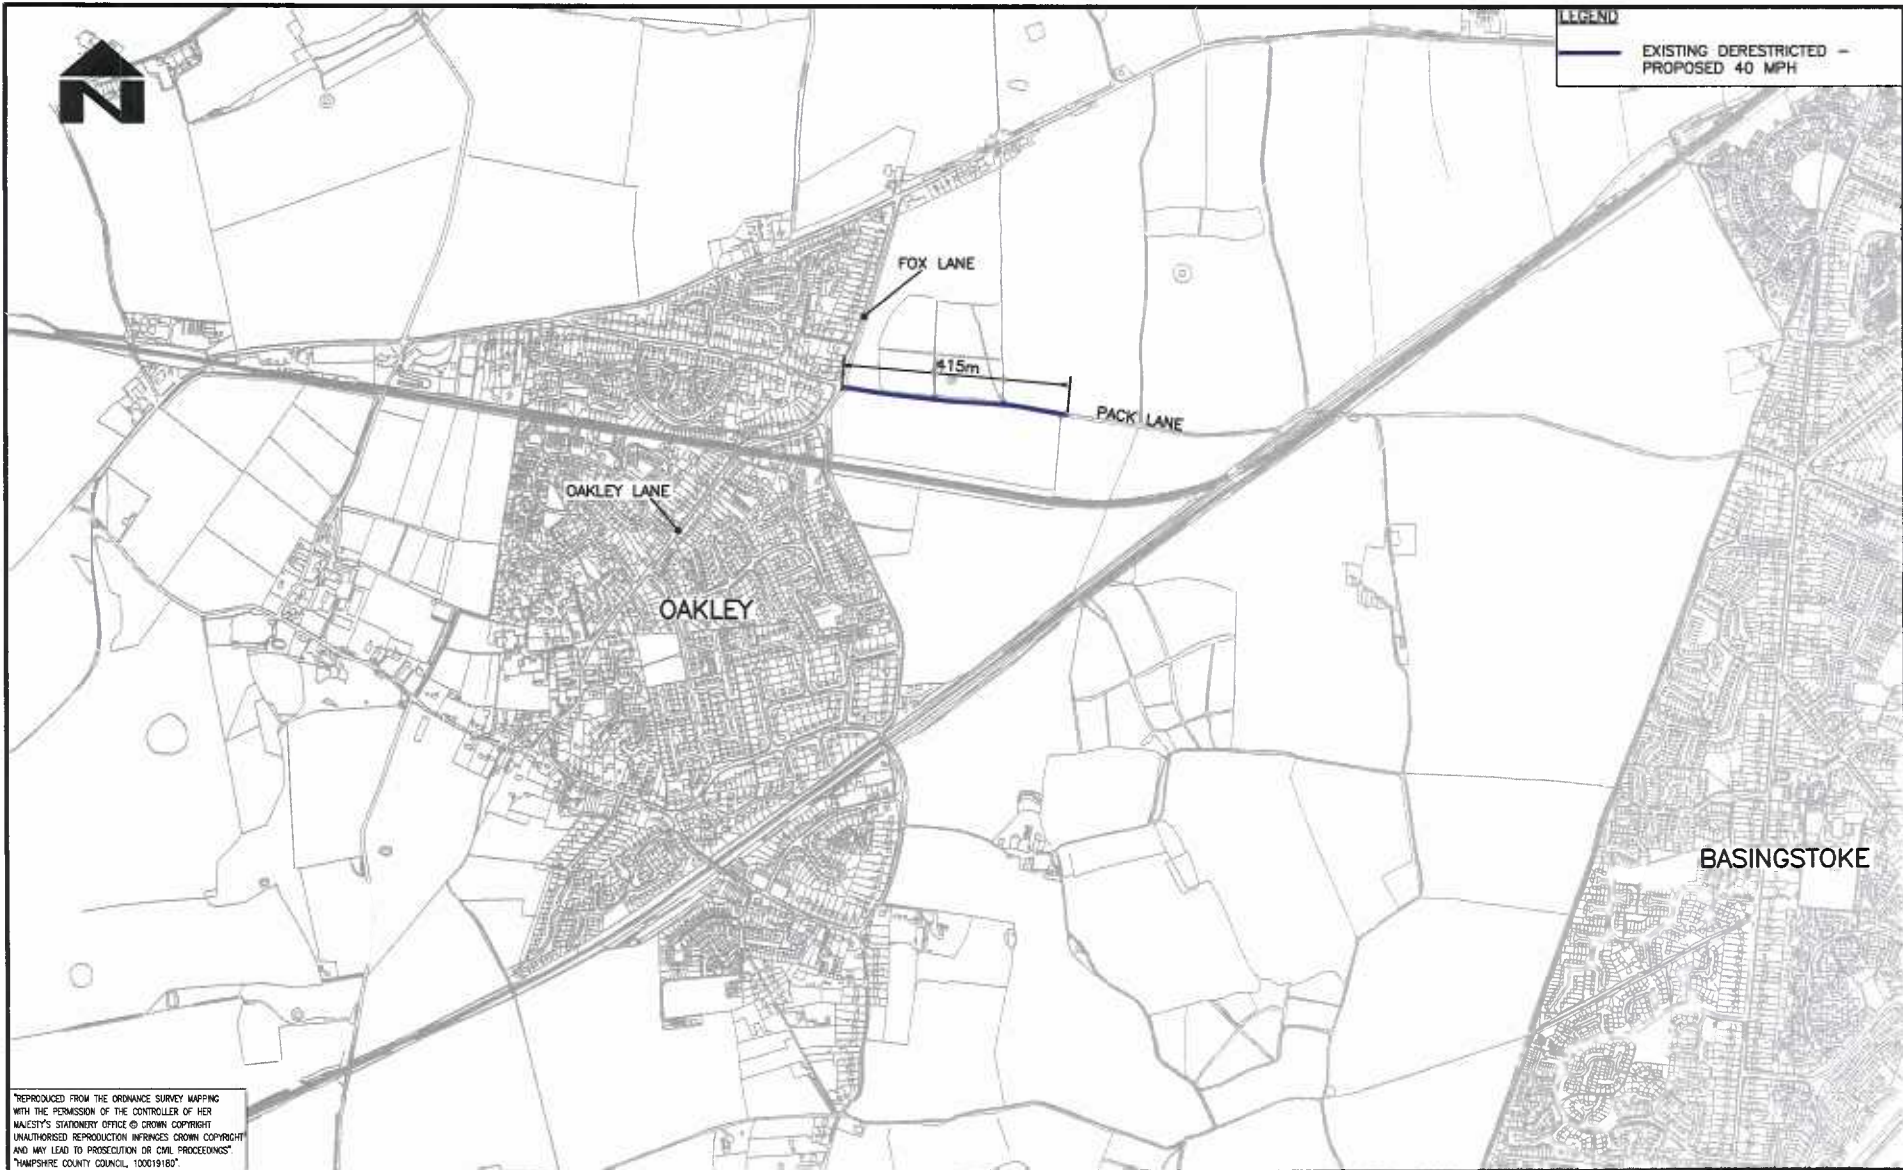 LEGEND
EXISTING DERESTRICTED –
PROPOSED 40 MPH
N
FOX LANE
415m
PACK LANE
OAKLEY LANE
OAKLEY
BASINGSTOKE
"REPRODUCED FROM THE ORDNANCE SURVEY MAPPING
WITH THE PERMISSION OF THE CONTROLLER OF HER
MAJESTY'S STATIONERY OFFICE © CROWN COPYRIGHT
UNAUTHORISED REPRODUCTION INFRINGES CROWN COPYRIGHT
AND MAY LEAD TO PROSECUTION OR CIVIL PROCEEDINGS".
"HAMPSHIRE COUNTY COUNCIL, 100019180".